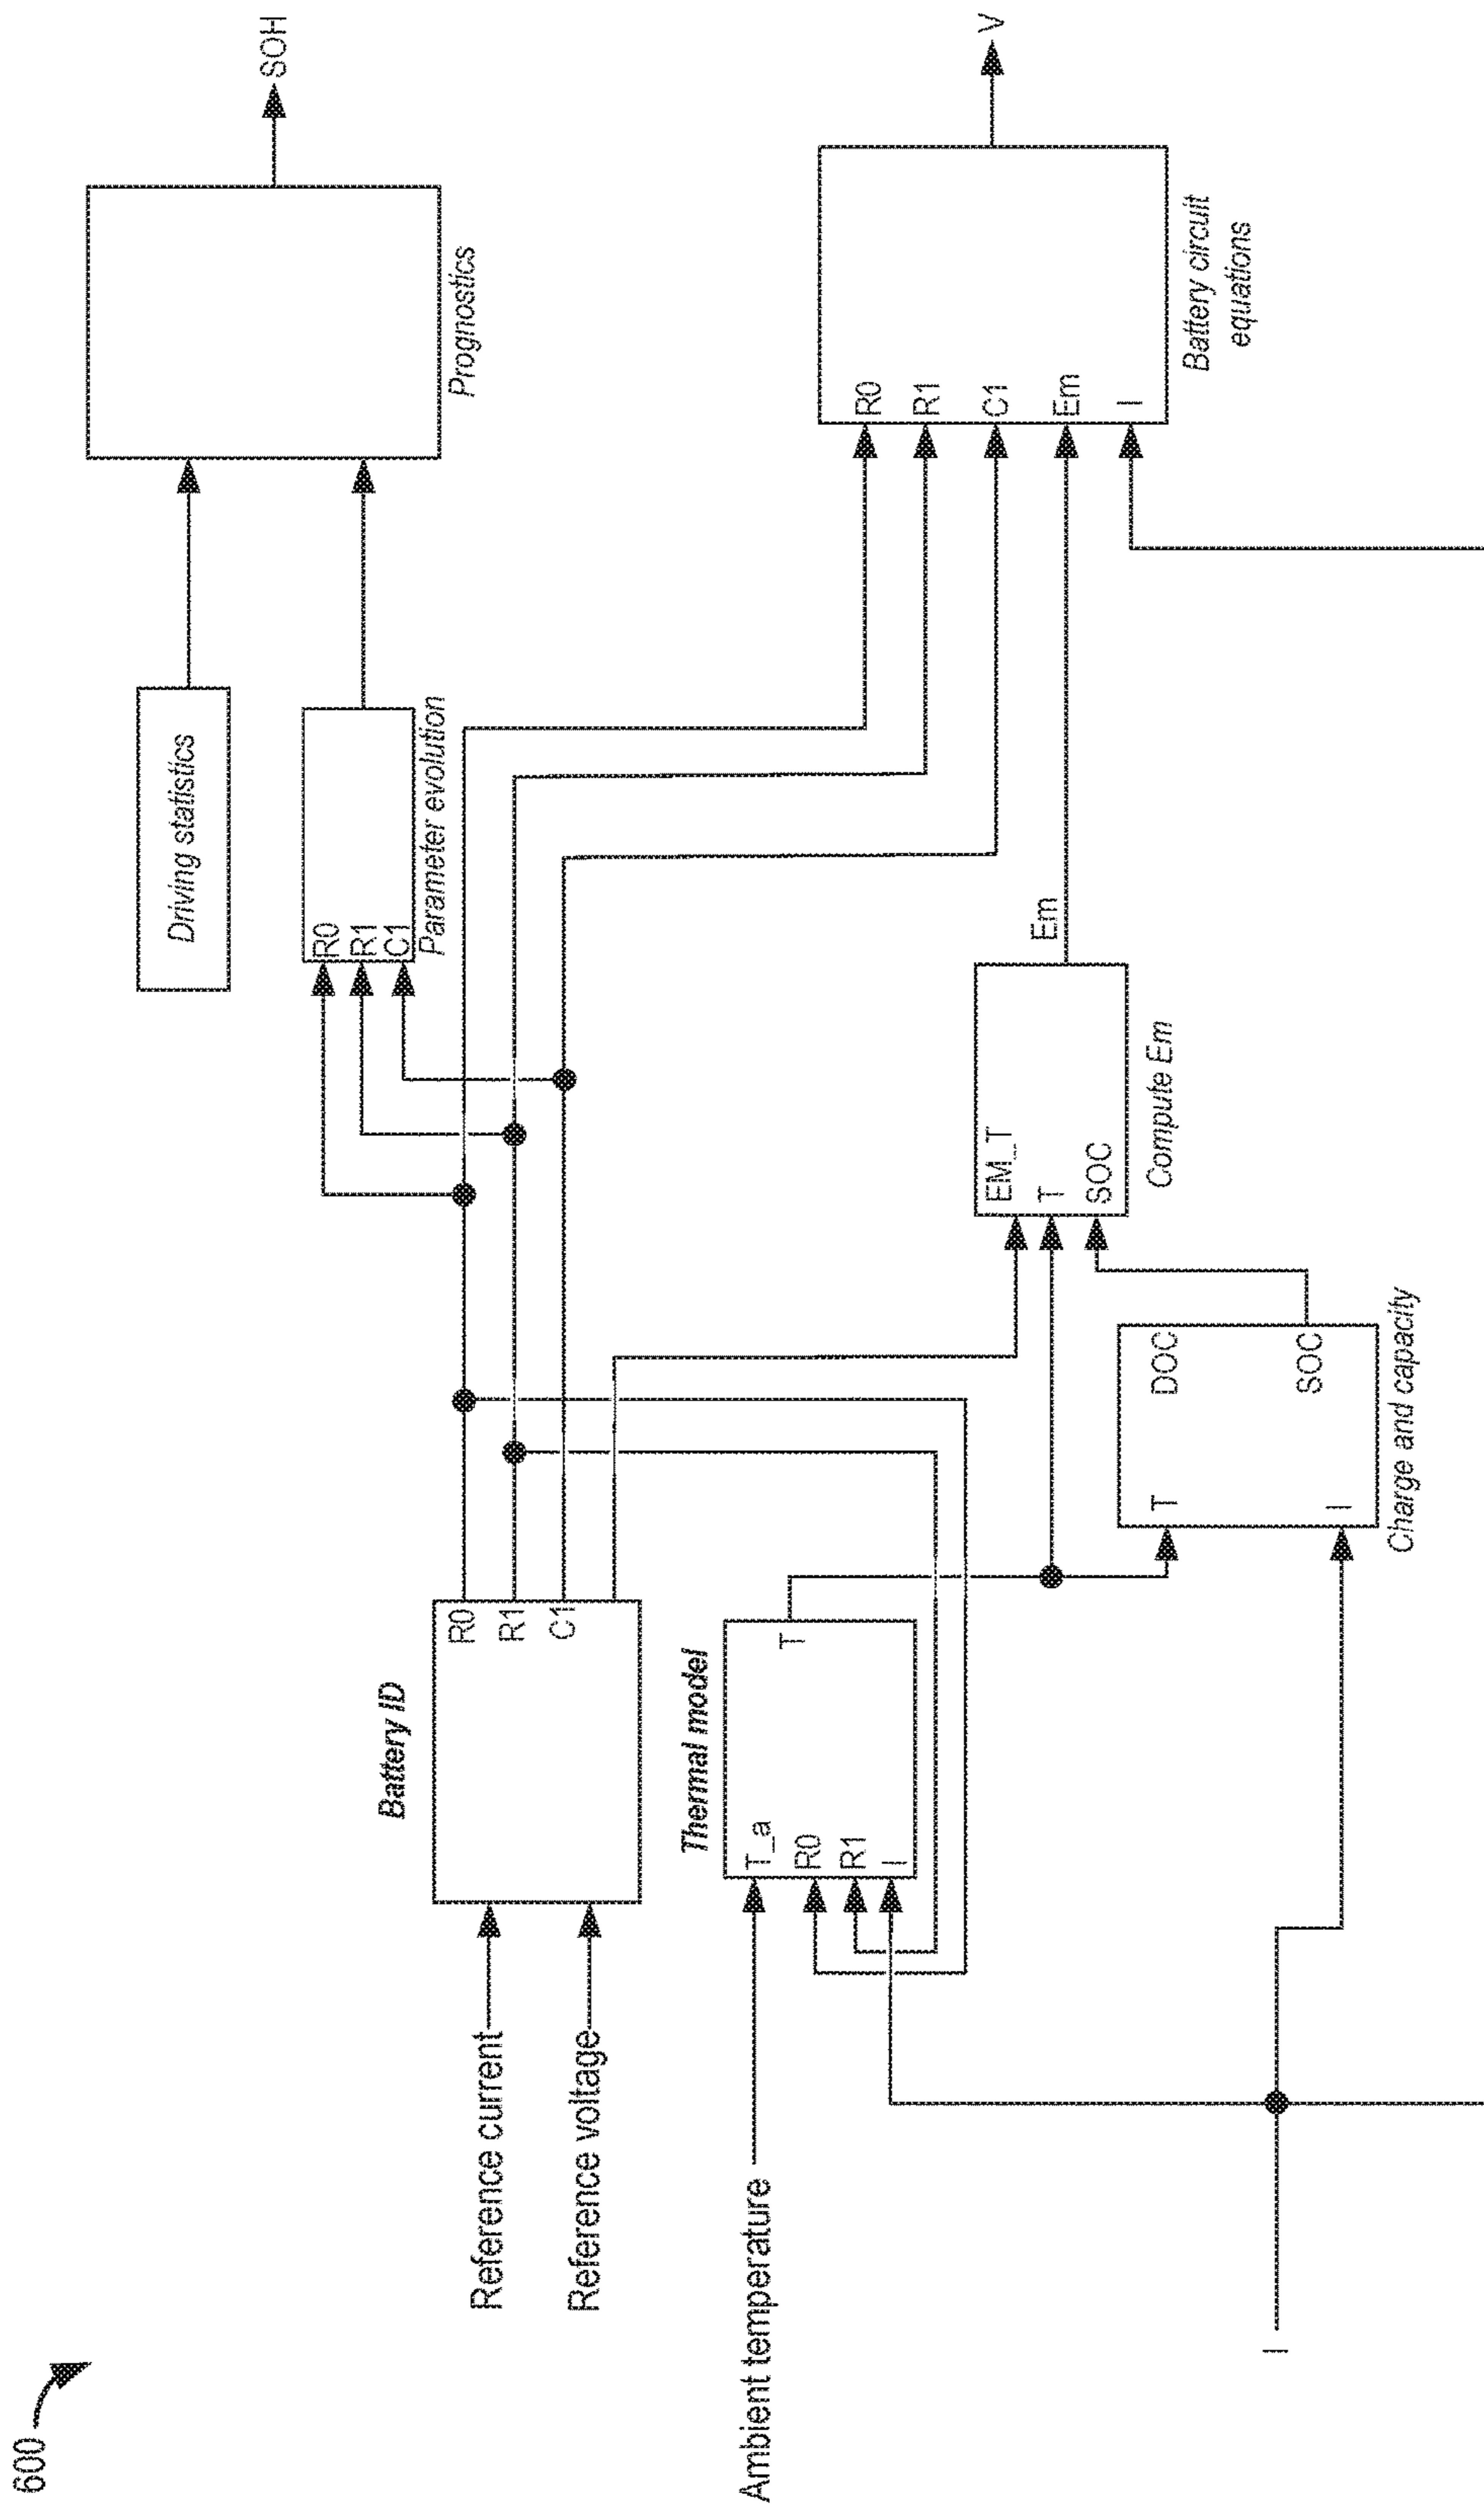 600
Reference current
Reference voltage
Battery ID
R0
R1
C1
Ambient temperature
Thermal model
T_a
R0
R1
I
T
I
T
I
DOC
SOC
Charge and capacity
EM_T
T
SOC
Compute Em
Em
Driving statistics
R0
R1
C1
Parameter evolution
Prognostics
SOH
R0
R1
C1
Em
I
Battery circuit
equations
V